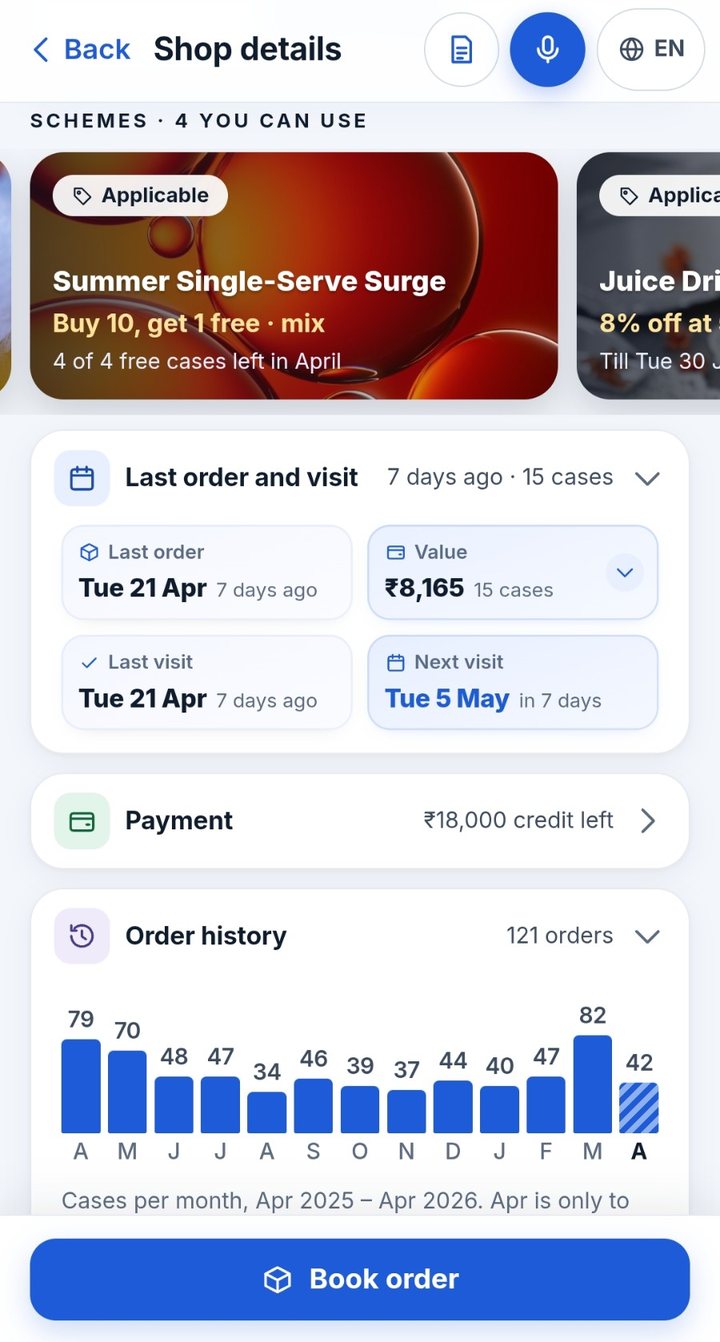 Back Shop details EN
SCHEMES · 4 YOU CAN USE
Applicable
Summer Single-Serve Surge
Buy 10, get 1 free · mix
4 of 4 free cases left in April
8% off at
Till Tue 30
Last order and visit 7 days ago · 15 cases
Last order
Tue 21 Apr 7 days ago
Value
₹8,165 15 cases
Last visit
Tue 21 Apr 7 days ago
Next visit
Tue 5 May in 7 days
Payment ₹18,000 credit left
Order history 121 orders
79 70 48 47 34 46 39 37 44 40 47 82 42
A M J J A S O N D J F M A
Cases per month, Apr 2025 – Apr 2026. Apr is only to
Book order